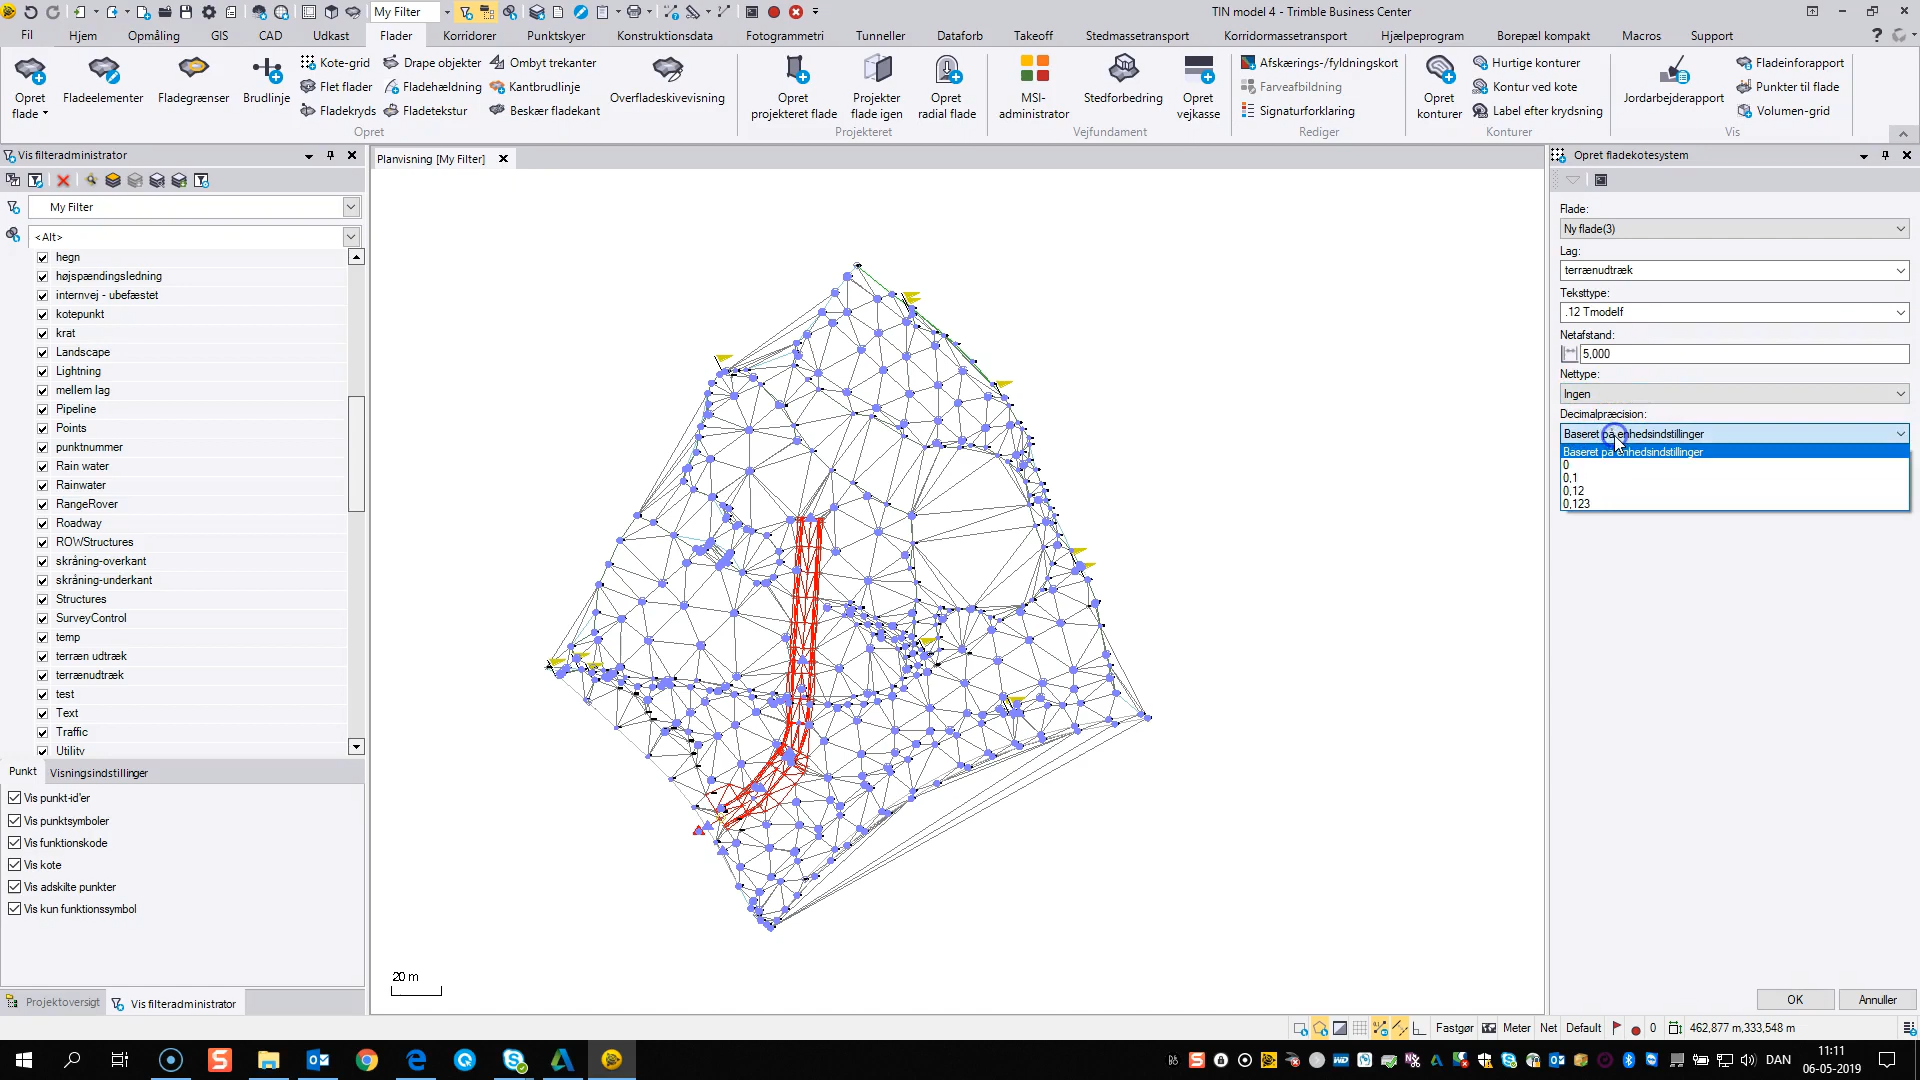 My Filter
TIN model 4 - Trimble Business Center
Fil
Hjem
Opmåling
GIS
CAD
Udkast
Flader
Korridorer
Punktskyer
Konstruktionsdata
Fotogrammetri
Tunneller
Dataforb
Takeoff
Stedmassetransport
Korridormassetransport
Hjælpeprogram
Borepæl kompakt
Macros
Support
Opret
flade
Fladeelementer
Fladegrænser
Brudlinje
Kote-grid
Flet flader
Fladekryds
Drape objekter
Fladehældning
Fladetekstur
Ombyt trekanter
Kantbrudlinje
Beskær fladekant
Overfladeskivevisning
Opret
Opret
projekteret flade
Projekter
flade igen
Opret
radial flade
Projekteret
MSI-
administrator
Stedforbedring
Opret
vejkasse
Vejfundament
Afskærings-/fyldningskort
Farveafbildning
Signaturforklaring
Rediger
Opret
konturer
Hurtige konturer
Kontur ved kote
Label efter krydsning
Konturer
Jordarbejderapport
Fladeinforapport
Punkter til flade
Volumen-grid
Vis
Vis filteradministrator
My Filter
<Alt>
hegn
højspændingsledning
internvej - ubefæstet
kotepunkt
krat
Landscape
Lightning
mellem lag
Pipeline
Points
punktnummer
Rain water
Rainwater
RangeRover
Roadway
ROWStructures
skråning-overkant
skråning-underkant
Structures
SurveyControl
temp
terræn udtræk
terrænudtræk
test
Text
Traffic
Utility
Punkt
Visningsindstillinger
Vis punkt-id'er
Vis punktsymboler
Vis funktionskode
Vis kote
Vis adskilte punkter
Vis kun funktionssymbol
Projektoversigt
Vis filteradministrator
Planvisning [My Filter]
20 m
Opret fladekotesystem
Flade:
Ny flade(3)
Lag:
terrænudtræk
Teksttype:
.12 Tmodelf
Netafstand:
5,000
Nettype:
Ingen
Decimalpræcision:
Baseret på enhedsindstillinger
Baseret på enhedsindstillinger
0
0,1
0,12
0,123
OK
Annuller
Fastgør
Meter
Net
Default
0
462,877 m,333,548 m
DAN
11:11
06-05-2019